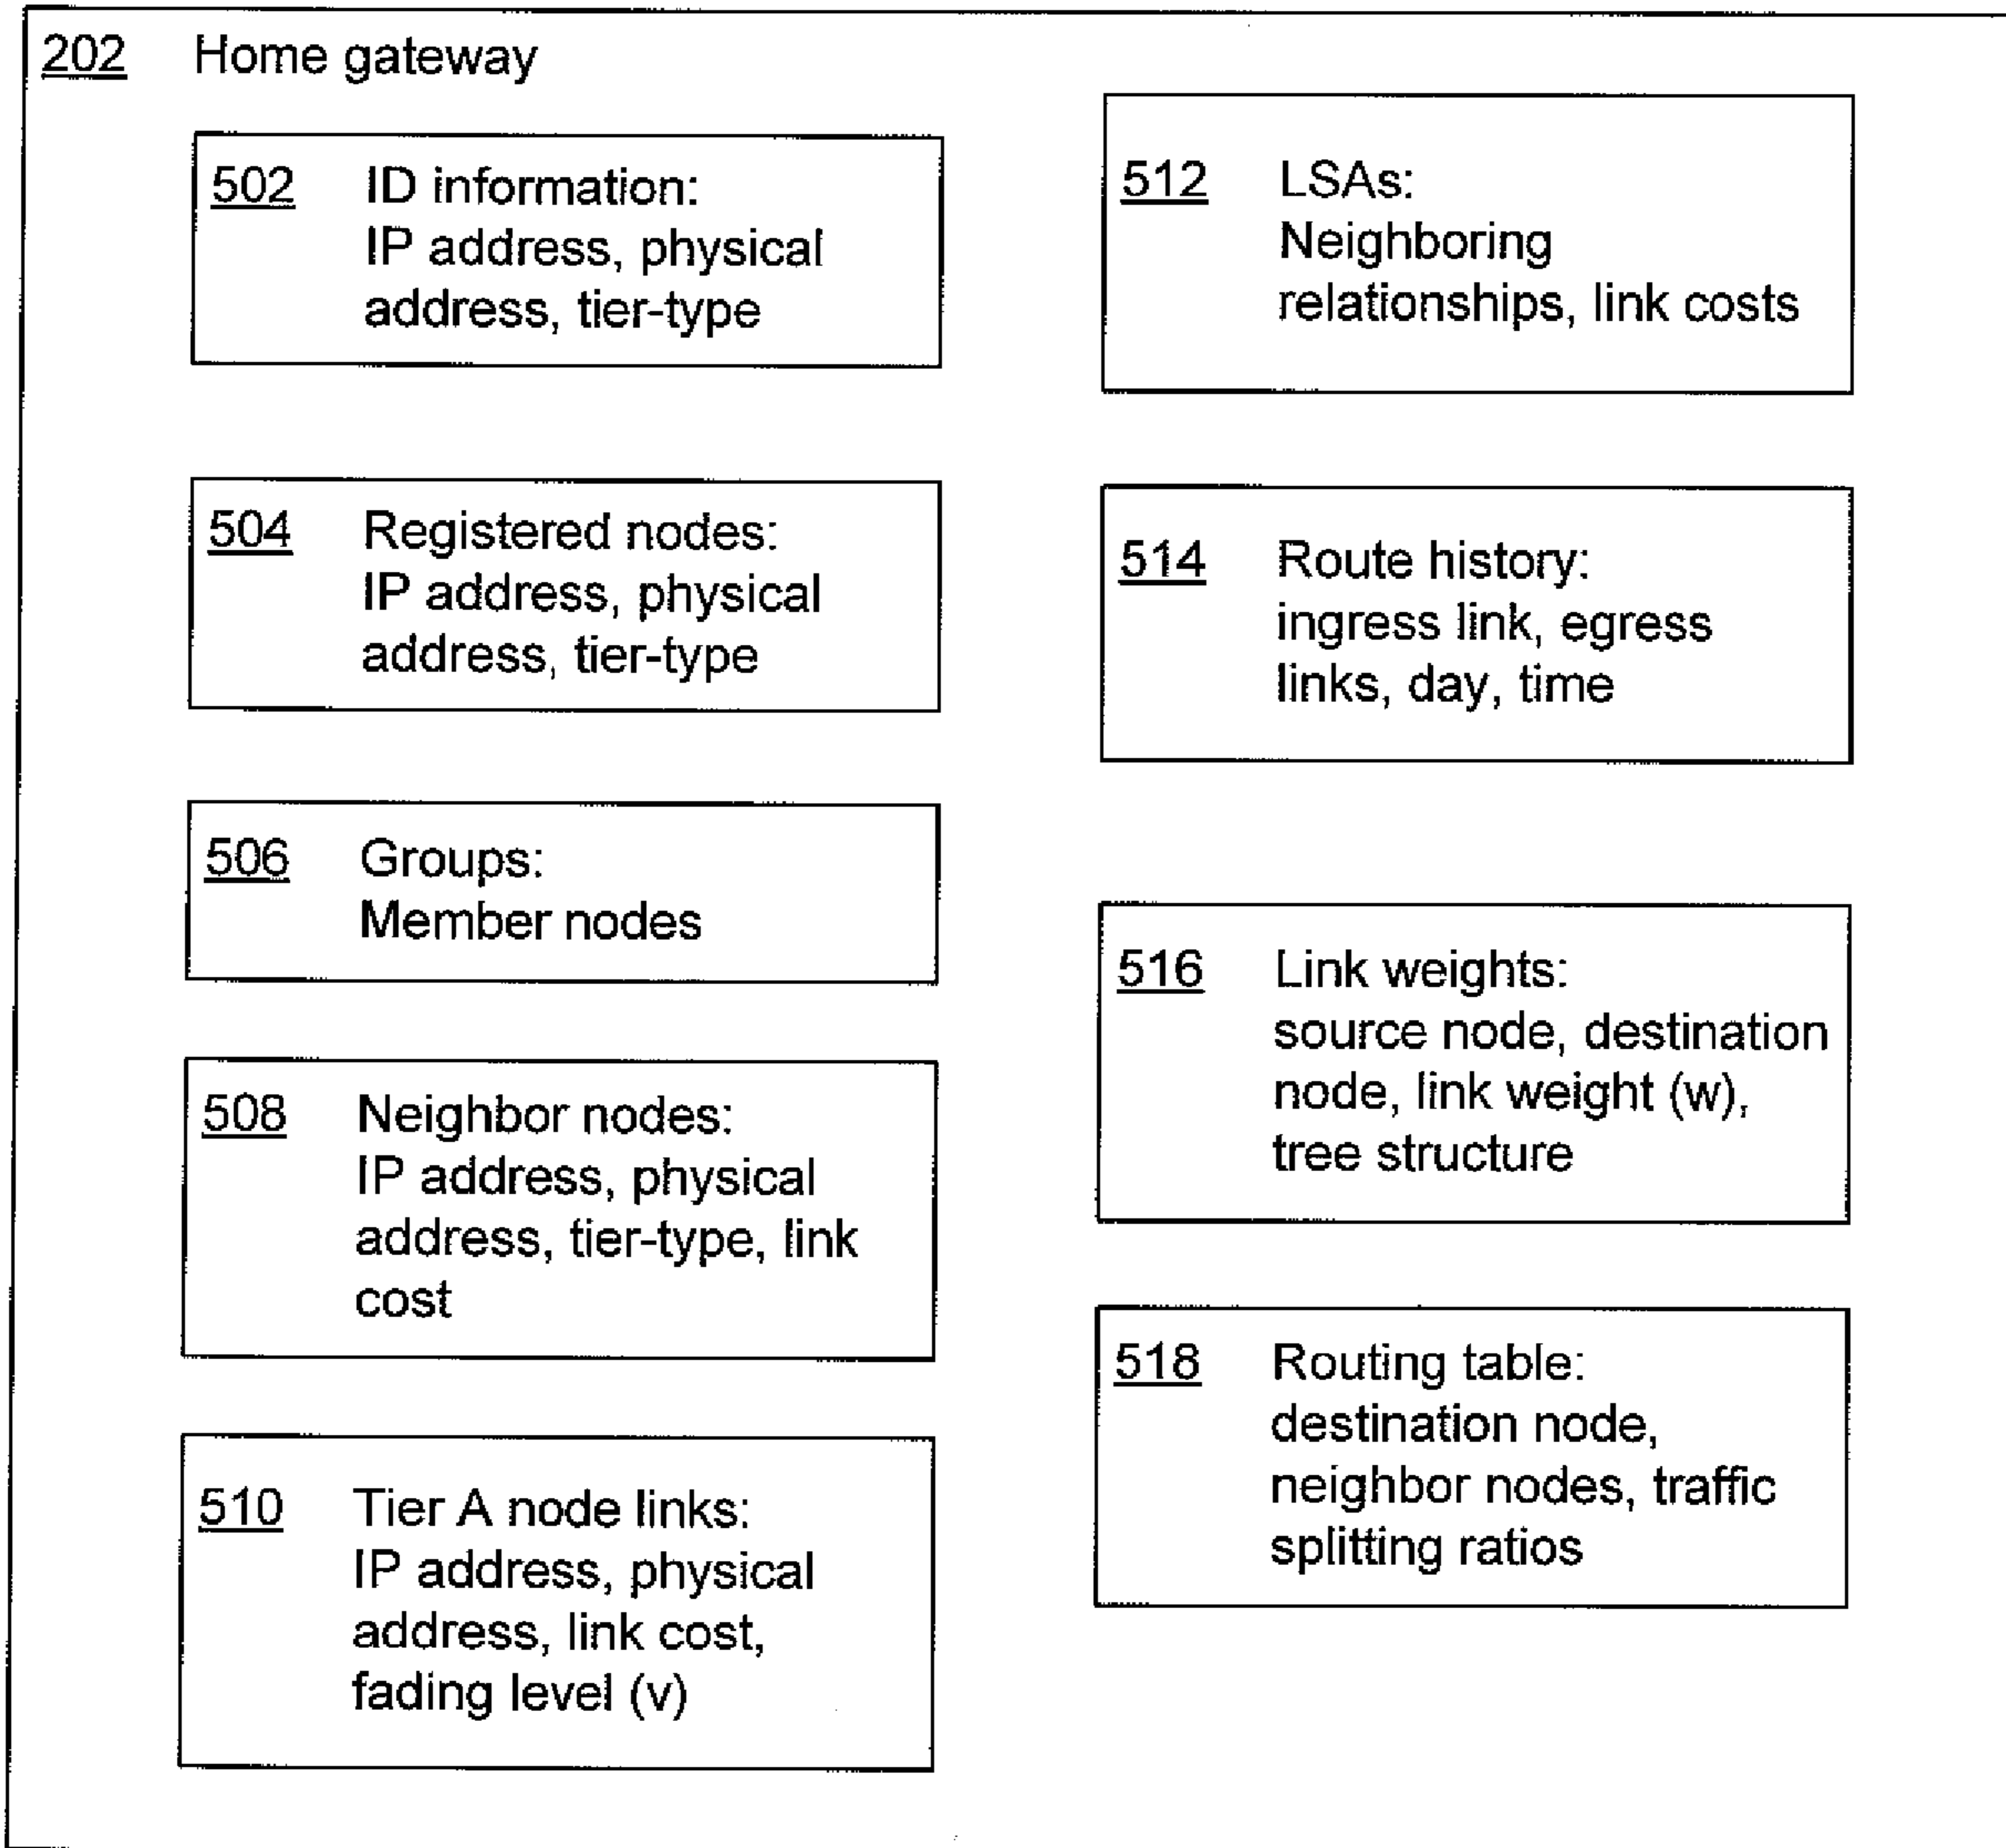 202 Home gateway
502 ID information:
IP address, physical
address, tier-type
504 Registered nodes:
IP address, physical
address, tier-type
506 Groups:
Member nodes
508 Neighbor nodes:
IP address, physical
address, tier-type, link
cost
510 Tier A node links:
IP address, physical
address, link cost,
fading level (v)
512 LSAs:
Neighboring
relationships, link costs
514 Route history:
ingress link, egress
links, day, time
516 Link weights:
source node, destination
node, link weight (w),
tree structure
518 Routing table:
destination node,
neighbor nodes, traffic
splitting ratios